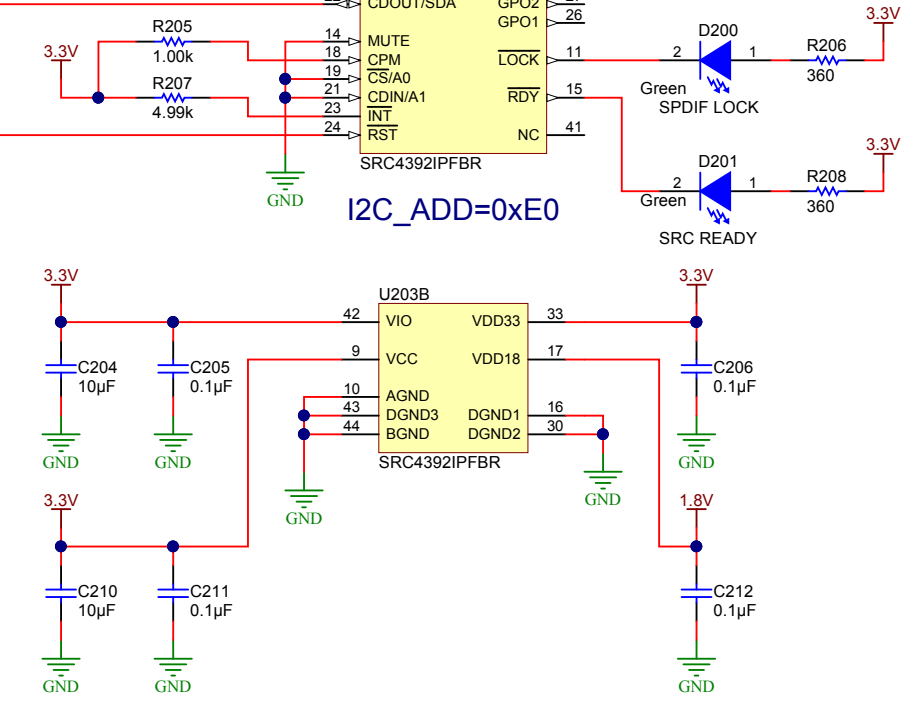 CDOUT/SDA GPO2
GPO1 26
3.3V
R205
1.00k
14 MUTE
18 CPM
19 CS/A0
21 CDIN/A1
23 INT
24 RST
3.3V
R207
4.99k
LOCK 11
RDY 15
NC 41
SRC4392IPFBR
GND
I2C_ADD=0xE0
D200
2 1
Green
SPDIF LOCK
R206
360
3.3V
D201
2 1
Green
SRC READY
R208
360
3.3V
U203B
42 VIO VDD33 33
9 VCC VDD18 17
10 AGND
43 DGND3 DGND1 16
44 BGND DGND2 30
SRC4392IPFBR
GND
GND
3.3V
C204
10µF
GND
C205
0.1µF
GND
3.3V
C206
0.1µF
GND
3.3V
C210
10µF
GND
C211
0.1µF
GND
1.8V
C212
0.1µF
GND